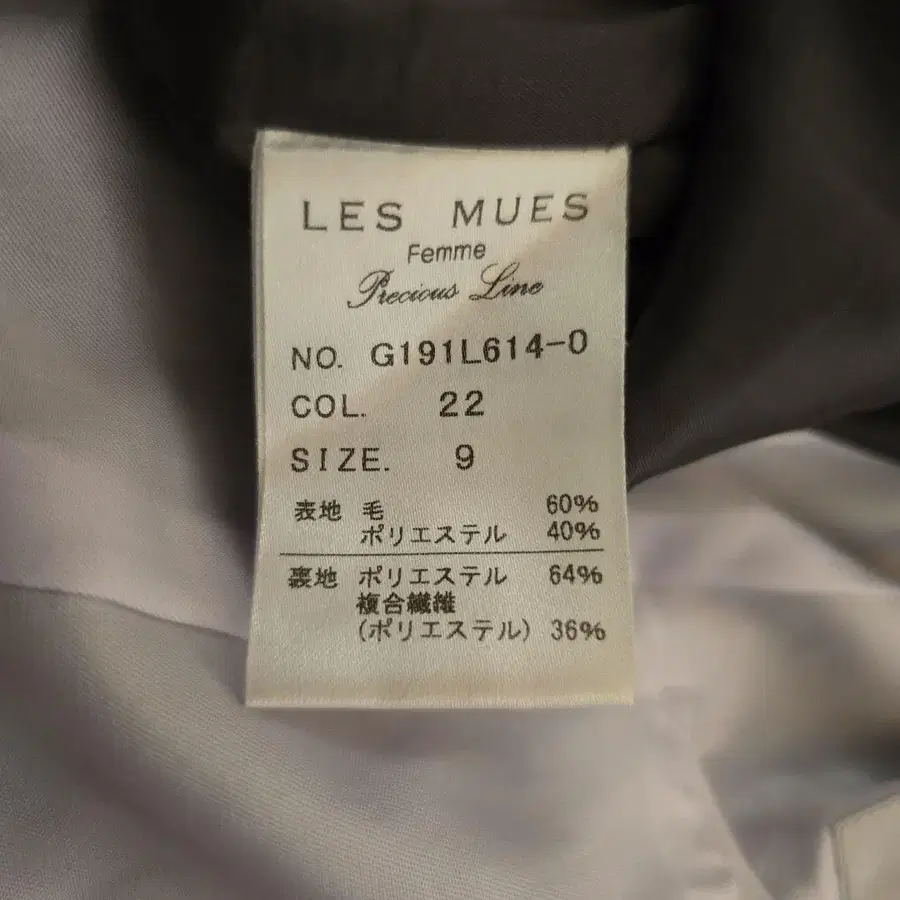 LES MUES
Femme
Precious Line
NO. G191L614-0
COL. 22
SIZE. 9
表地 毛 60%
ポリエステル 40%
裏地 ポリエステル 64%
複合繊維
(ポリエステル) 36%